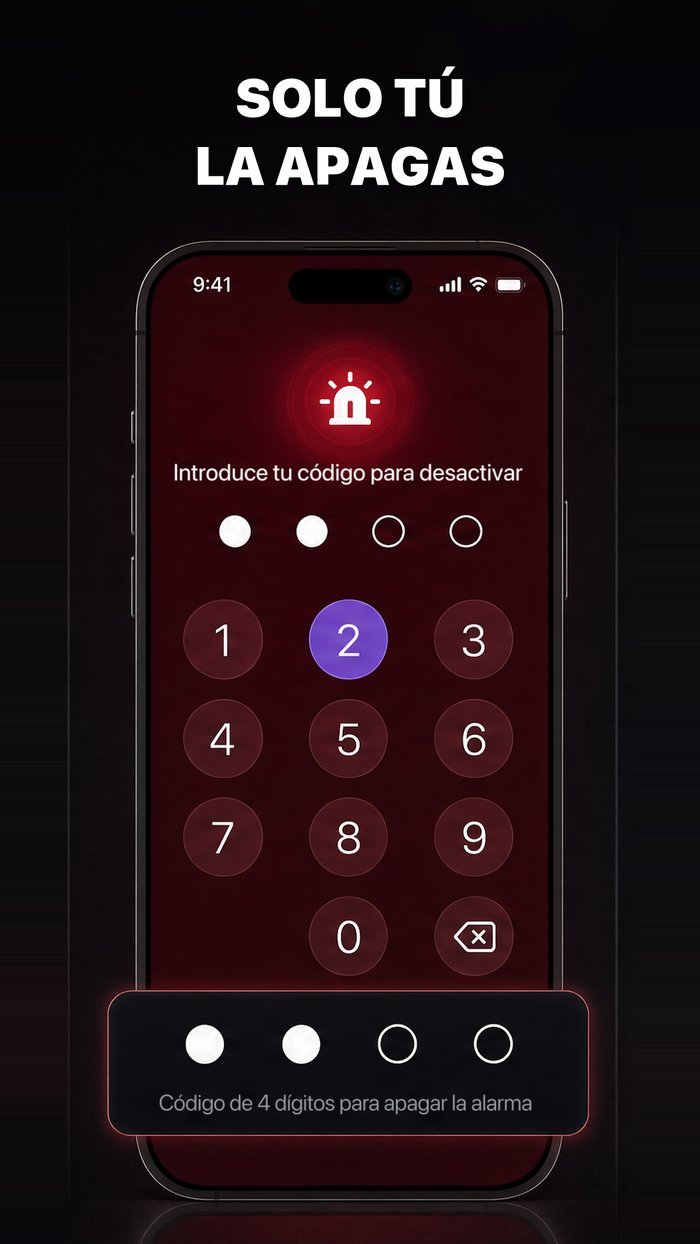 SOLO TÚ
LA APAGAS
9:41
Introduce tu código para desactivar
1 2 3
4 5 6
7 8 9
0
Código de 4 dígitos para apagar la alarma